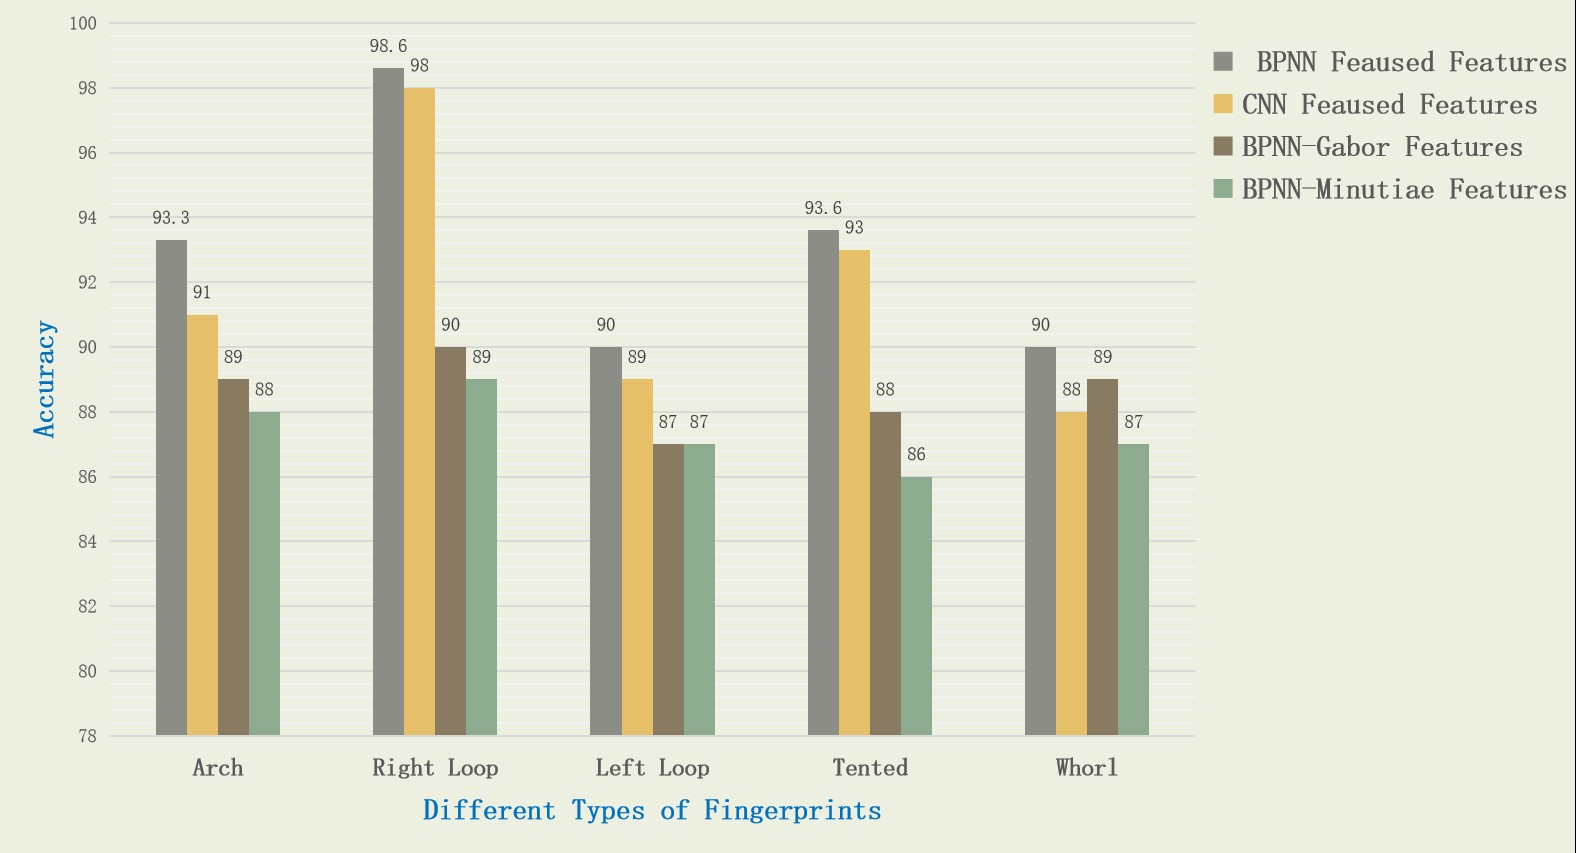 100
98
96
94
92
90
88
86
84
82
80
78
Accuracy
93.3
91
89
88
98.6
98
90
89
90
89
87
87
93.6
93
88
86
90
88
89
87
Arch
Right Loop
Left Loop
Tented
Whorl
Different Types of Fingerprints
BPNN Feaused Features
CNN Feaused Features
BPNN-Gabor Features
BPNN-Minutiae Features